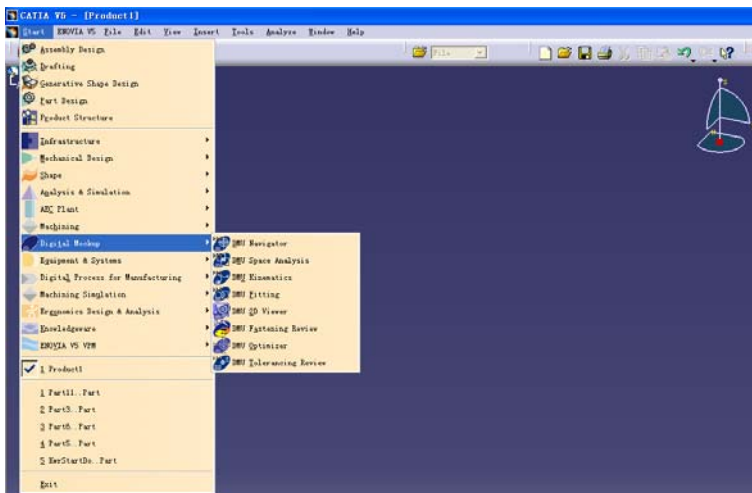 CATIA V5 - [Product1]
Start ENOVIA V5 File Edit View Insert Tools Analyze Window Help
File
Assembly Design
Drafting
Generative Shape Design
Part Design
Product Structure
Infrastructure
Mechanical Design
Shape
Analysis & Simulation
AEC Plant
Machining
Digital Mockup
Equipment & Systems
Digital Process for Manufacturing
Machining Simulation
Ergonomics Design & Analysis
Knowledgeware
ENOVIA V5 VPM
1 Product1
1 Part11..Part
2 Part3..Part
3 Part6..Part
4 Part5..Part
5 Part
Exit
DMU Navigator
DMU Space Analysis
DMU Kinematics
DMU Fitting
DMU 2D Viewer
DMU Fastening Review
DMU Optimizer
DMU Tolerancing Review